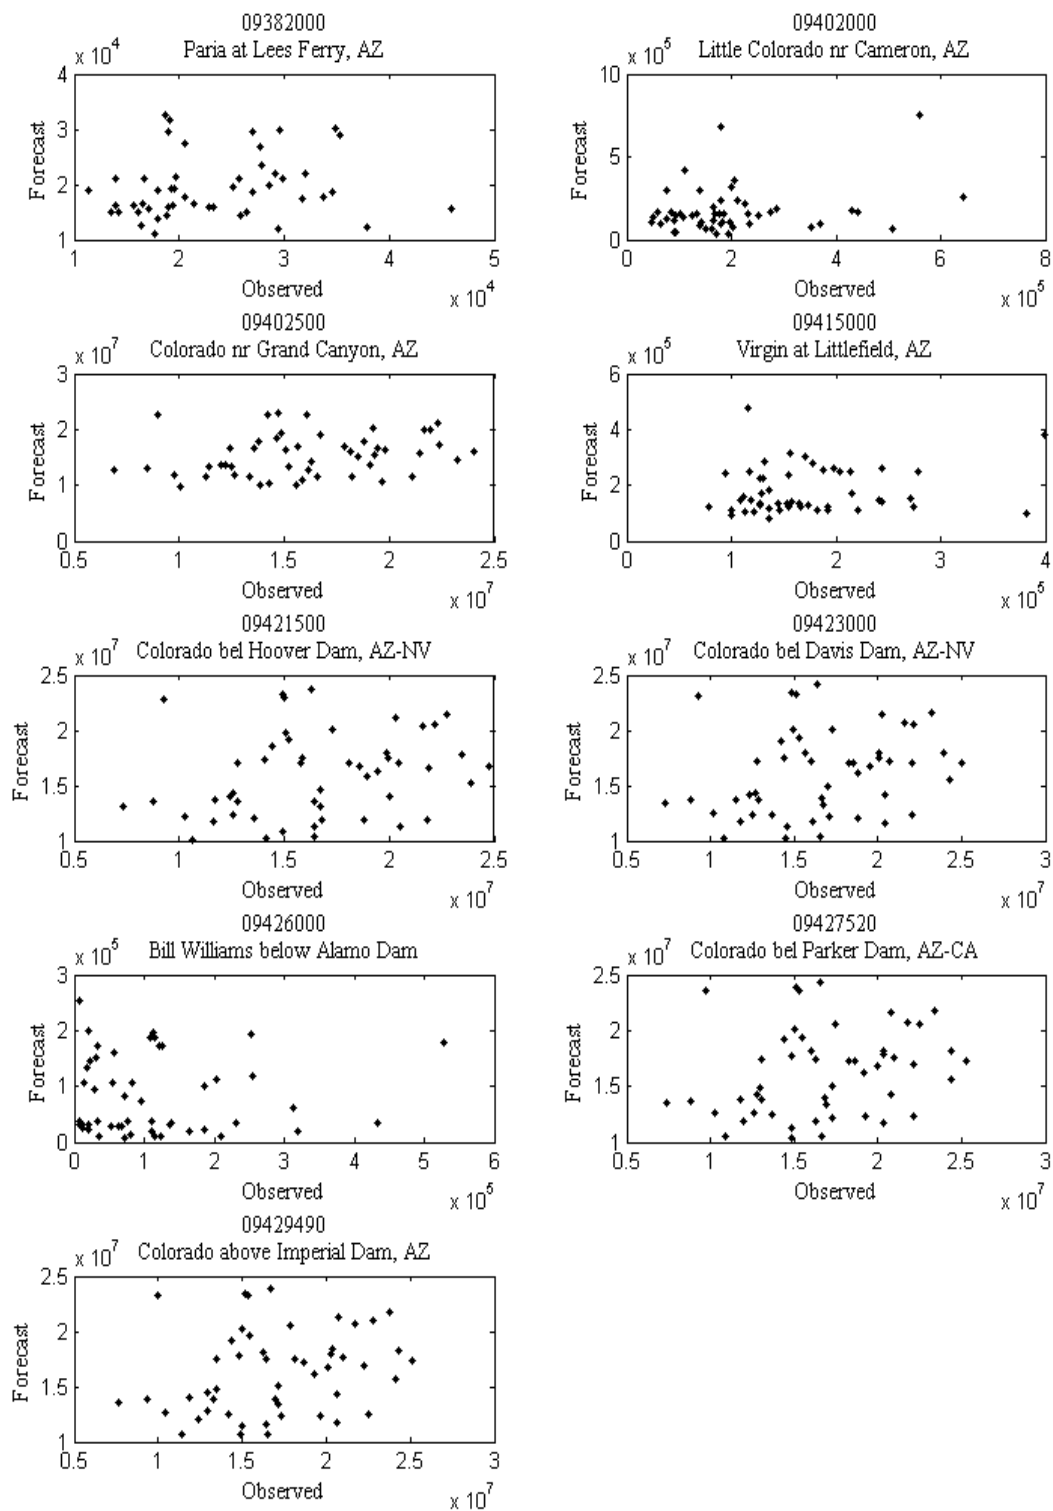 09382000
Paria at Lees Ferry, AZ
x 10^4
4
3
2
1
Forecast
1 2 3 4 5
Observed
x 10^4
09402000
Little Colorado nr Cameron, AZ
x 10^5
10
5
0
Forecast
0 2 4 6 8
Observed
x 10^5
09402500
Colorado nr Grand Canyon, AZ
x 10^7
3
2
1
0
Forecast
0.5 1 1.5 2 2.5
Observed
x 10^7
09415000
Virgin at Littlefield, AZ
x 10^5
6
4
2
0
Forecast
0 1 2 3 4
Observed
x 10^5
09421500
Colorado bel Hoover Dam, AZ-NV
x 10^7
2.5
2
1.5
1
Forecast
0.5 1 1.5 2 2.5
Observed
x 10^7
09423000
Colorado bel Davis Dam, AZ-NV
x 10^7
2.5
2
1.5
1
Forecast
0.5 1 1.5 2 2.5 3
Observed
x 10^7
09426000
Bill Williams below Alamo Dam
x 10^5
3
2
1
0
Forecast
0 1 2 3 4 5 6
Observed
x 10^5
09427520
Colorado bel Parker Dam, AZ-CA
x 10^7
2.5
2
1.5
1
Forecast
0.5 1 1.5 2 2.5 3
Observed
x 10^7
09429490
Colorado above Imperial Dam, AZ
x 10^7
2.5
2
1.5
1
Forecast
0.5 1 1.5 2 2.5 3
Observed
x 10^7